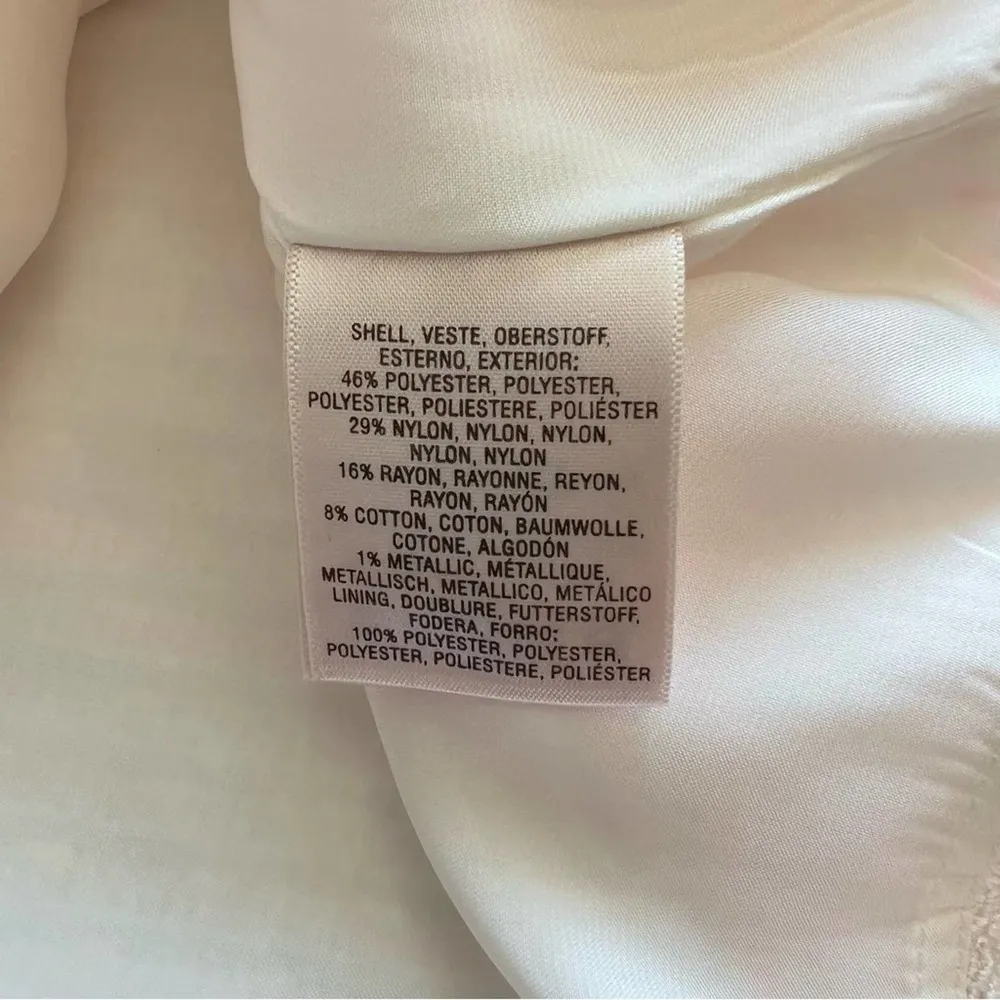 SHELL, VESTE, OBERSTOFF,
ESTERNO, EXTERIOR:
46% POLYESTER, POLYESTER,
POLYESTER, POLIESTERE, POLIÉSTER
29% NYLON, NYLON, NYLON,
NYLON, NYLON
16% RAYON, RAYONNE, REYON,
RAYON, RAYÓN
8% COTTON, COTON, BAUMWOLLE,
COTONE, ALGODÓN
1% METALLIC, MÉTALLIQUE,
METALLISCH, METALLICO, METÁLICO
LINING, DOUBLURE, FUTTERSTOFF,
FODERA, FORRO:
100% POLYESTER, POLYESTER,
POLYESTER, POLIESTERE, POLIÉSTER